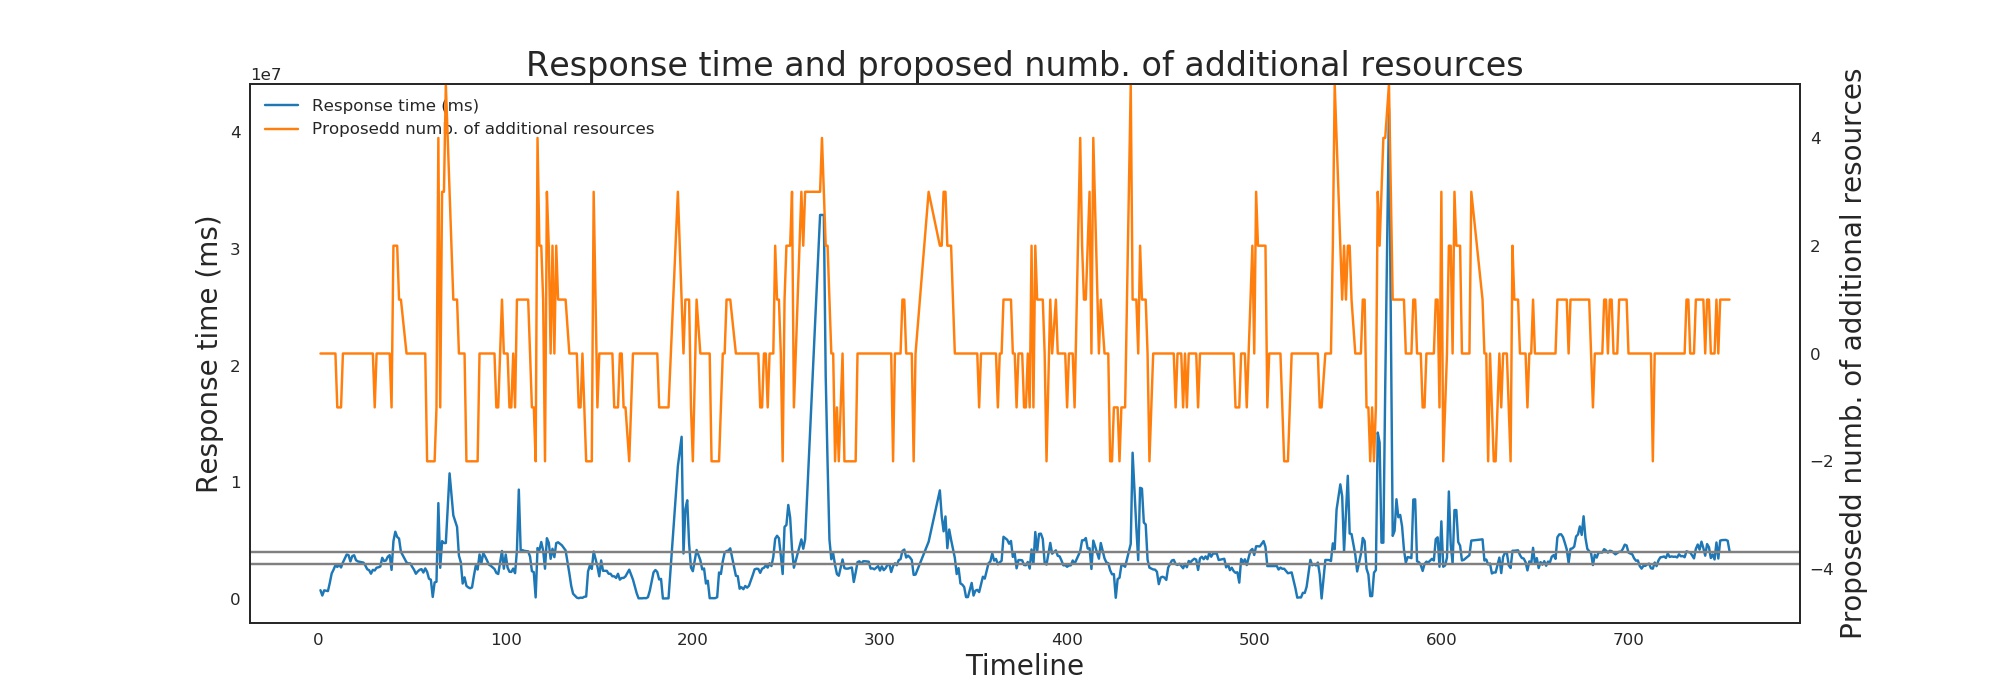 Response time and proposed numb. of additional resources
1e7
Response time (ms)
Proposedd numb. of additional resources
4
3
2
1
0
Response time (ms)
4
2
0
−2
−4
Proposedd numb. of additional resources
0 100 200 300 400 500 600 700
Timeline